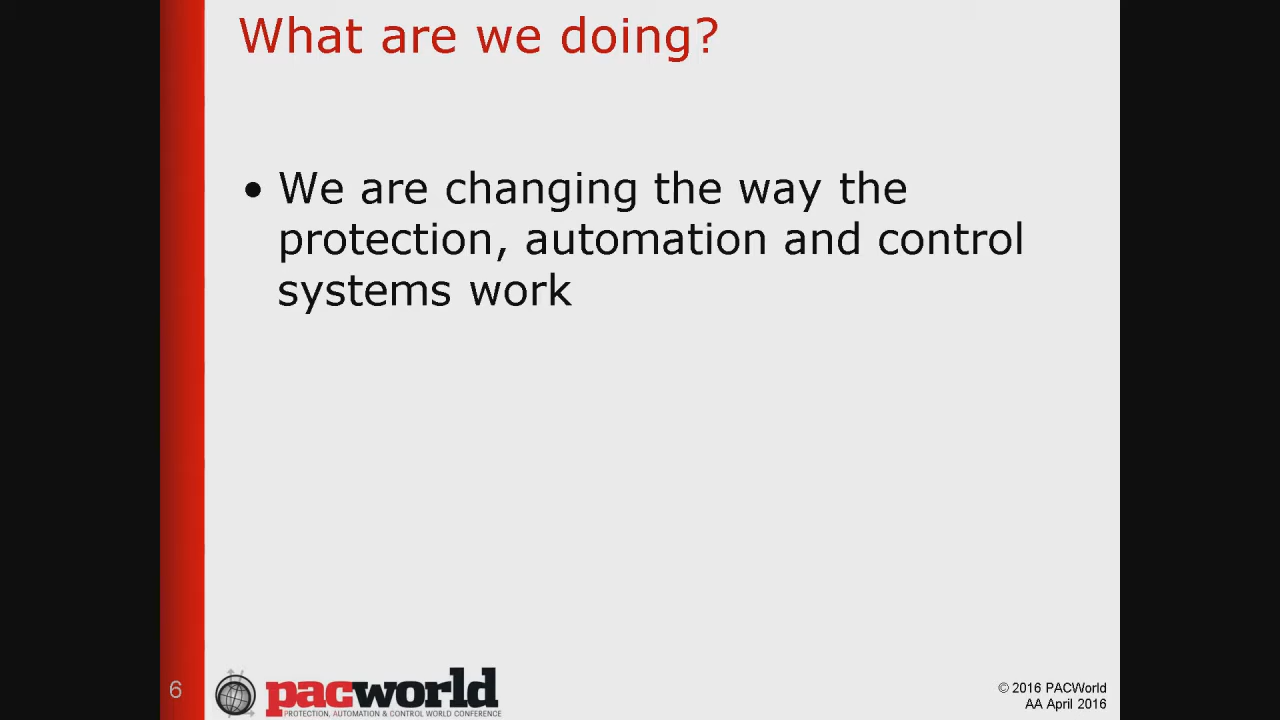 What are we doing?
• We are changing the way the
protection, automation and control
systems work
6
pacworld
PROTECTION, AUTOMATION & CONTROL WORLD CONFERENCE
© 2016 PACWorld
AA April 2016